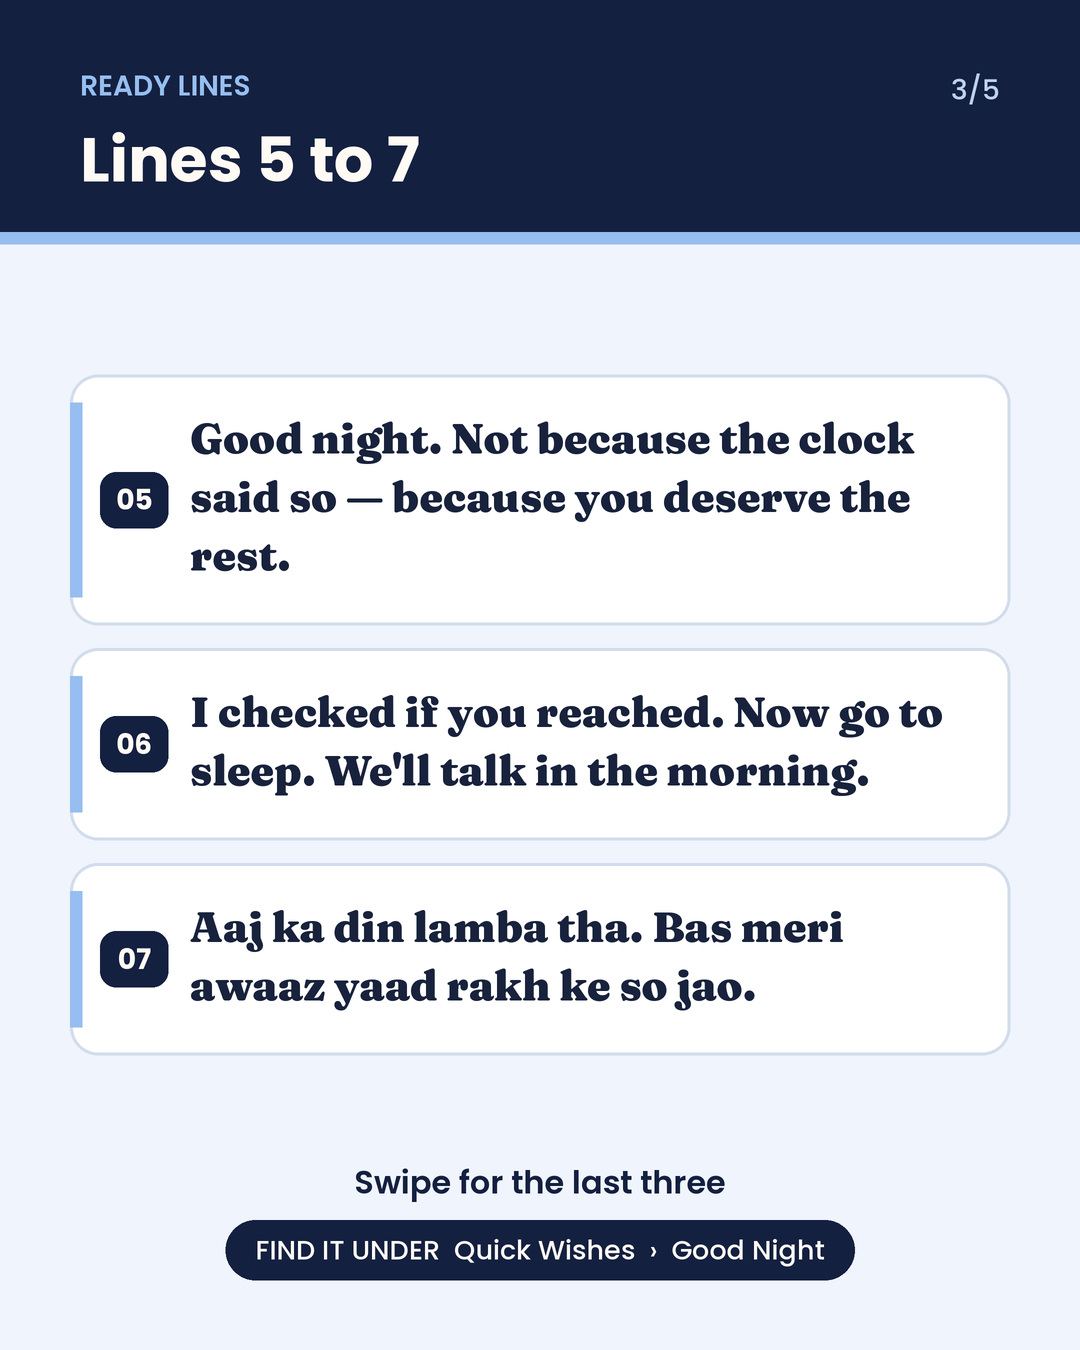 READY LINES
3/5
Lines 5 to 7
05
Good night. Not because the clock
said so — because you deserve the
rest.
06
I checked if you reached. Now go to
sleep. We'll talk in the morning.
07
Aaj ka din lamba tha. Bas meri
awaaz yaad rakh ke so jao.
Swipe for the last three
FIND IT UNDER Quick Wishes › Good Night